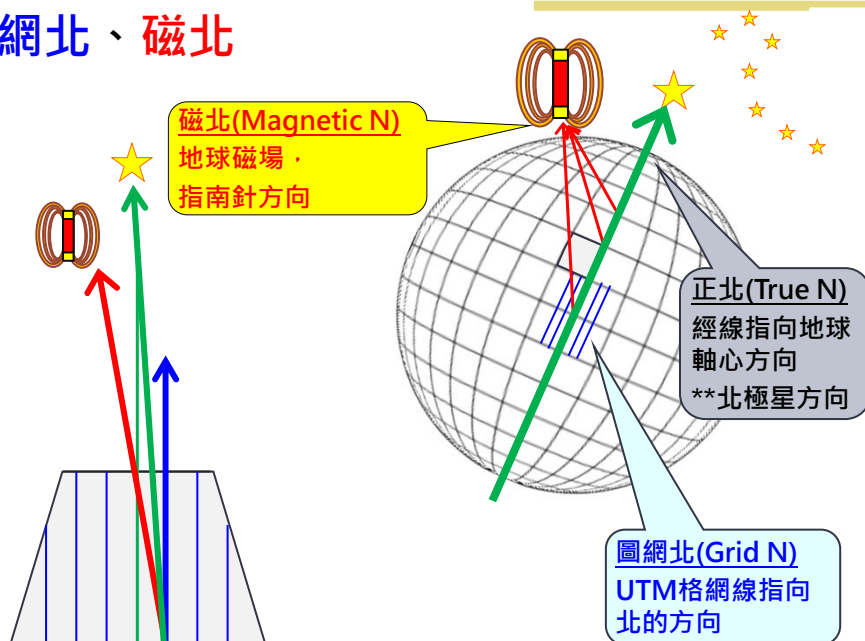 網北、磁北
磁北(Magnetic N)
地球磁場，
指南針方向
正北(True N)
經線指向地球
軸心方向
**北極星方向
圖網北(Grid N)
UTM格網線指向
北的方向